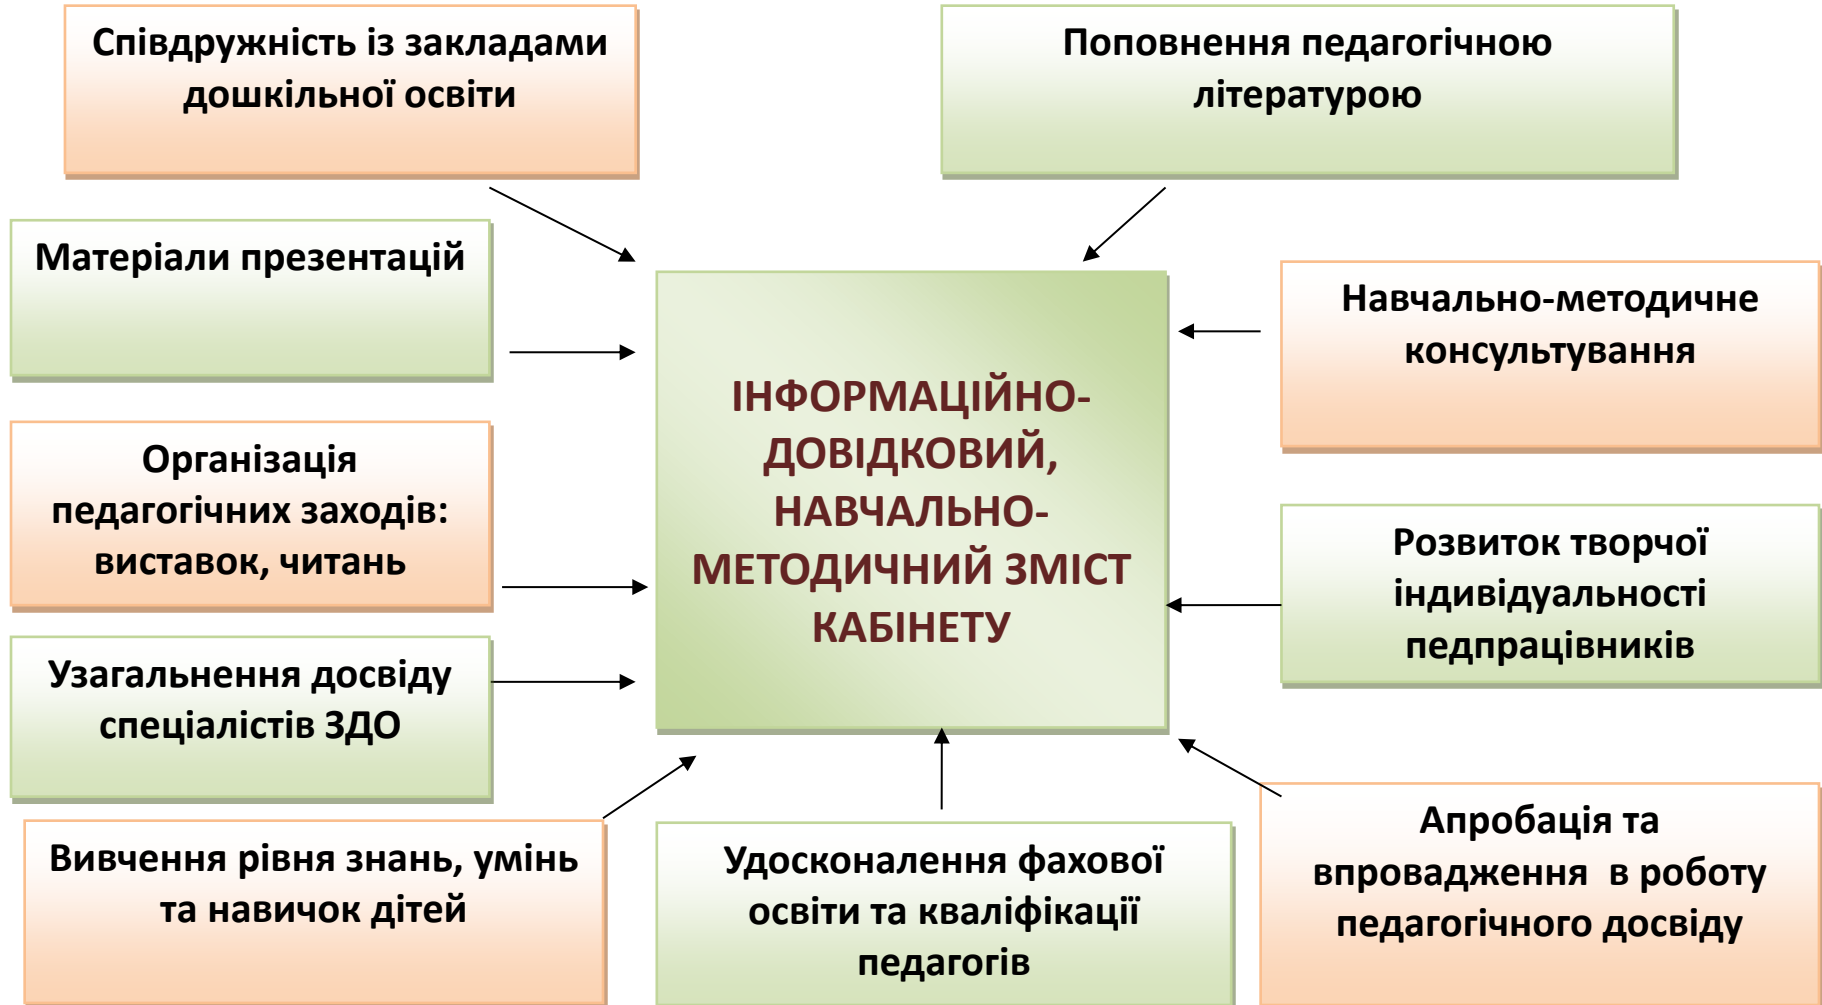 Співдружність із закладами
дошкільної освіти
Поповнення педагогічною
літературою
Матеріали презентацій
Навчально-методичне
консультування
ІНФОРМАЦІЙНО-
ДОВІДКОВИЙ,
НАВЧАЛЬНО-
МЕТОДИЧНИЙ ЗМІСТ
КАБІНЕТУ
Організація
педагогічних заходів:
виставок, читань
Розвиток творчої
індивідуальності
педпрацівників
Узагальнення досвіду
спеціалістів ЗДО
Вивчення рівня знань, умінь
та навичок дітей
Удосконалення фахової
освіти та кваліфікації
педагогів
Апробація та
впровадження  в роботу
педагогічного досвіду